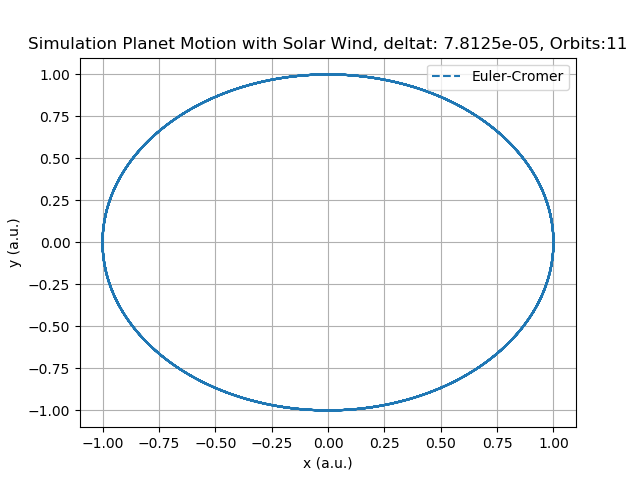 Simulation Planet Motion with Solar Wind, deltat: 7.8125e-05, Orbits:11
Euler-Cromer
1.00
0.75
0.50
0.25
0.00
−0.25
−0.50
−0.75
−1.00
y (a.u.)
−1.00 −0.75 −0.50 −0.25 0.00 0.25 0.50 0.75 1.00
x (a.u.)